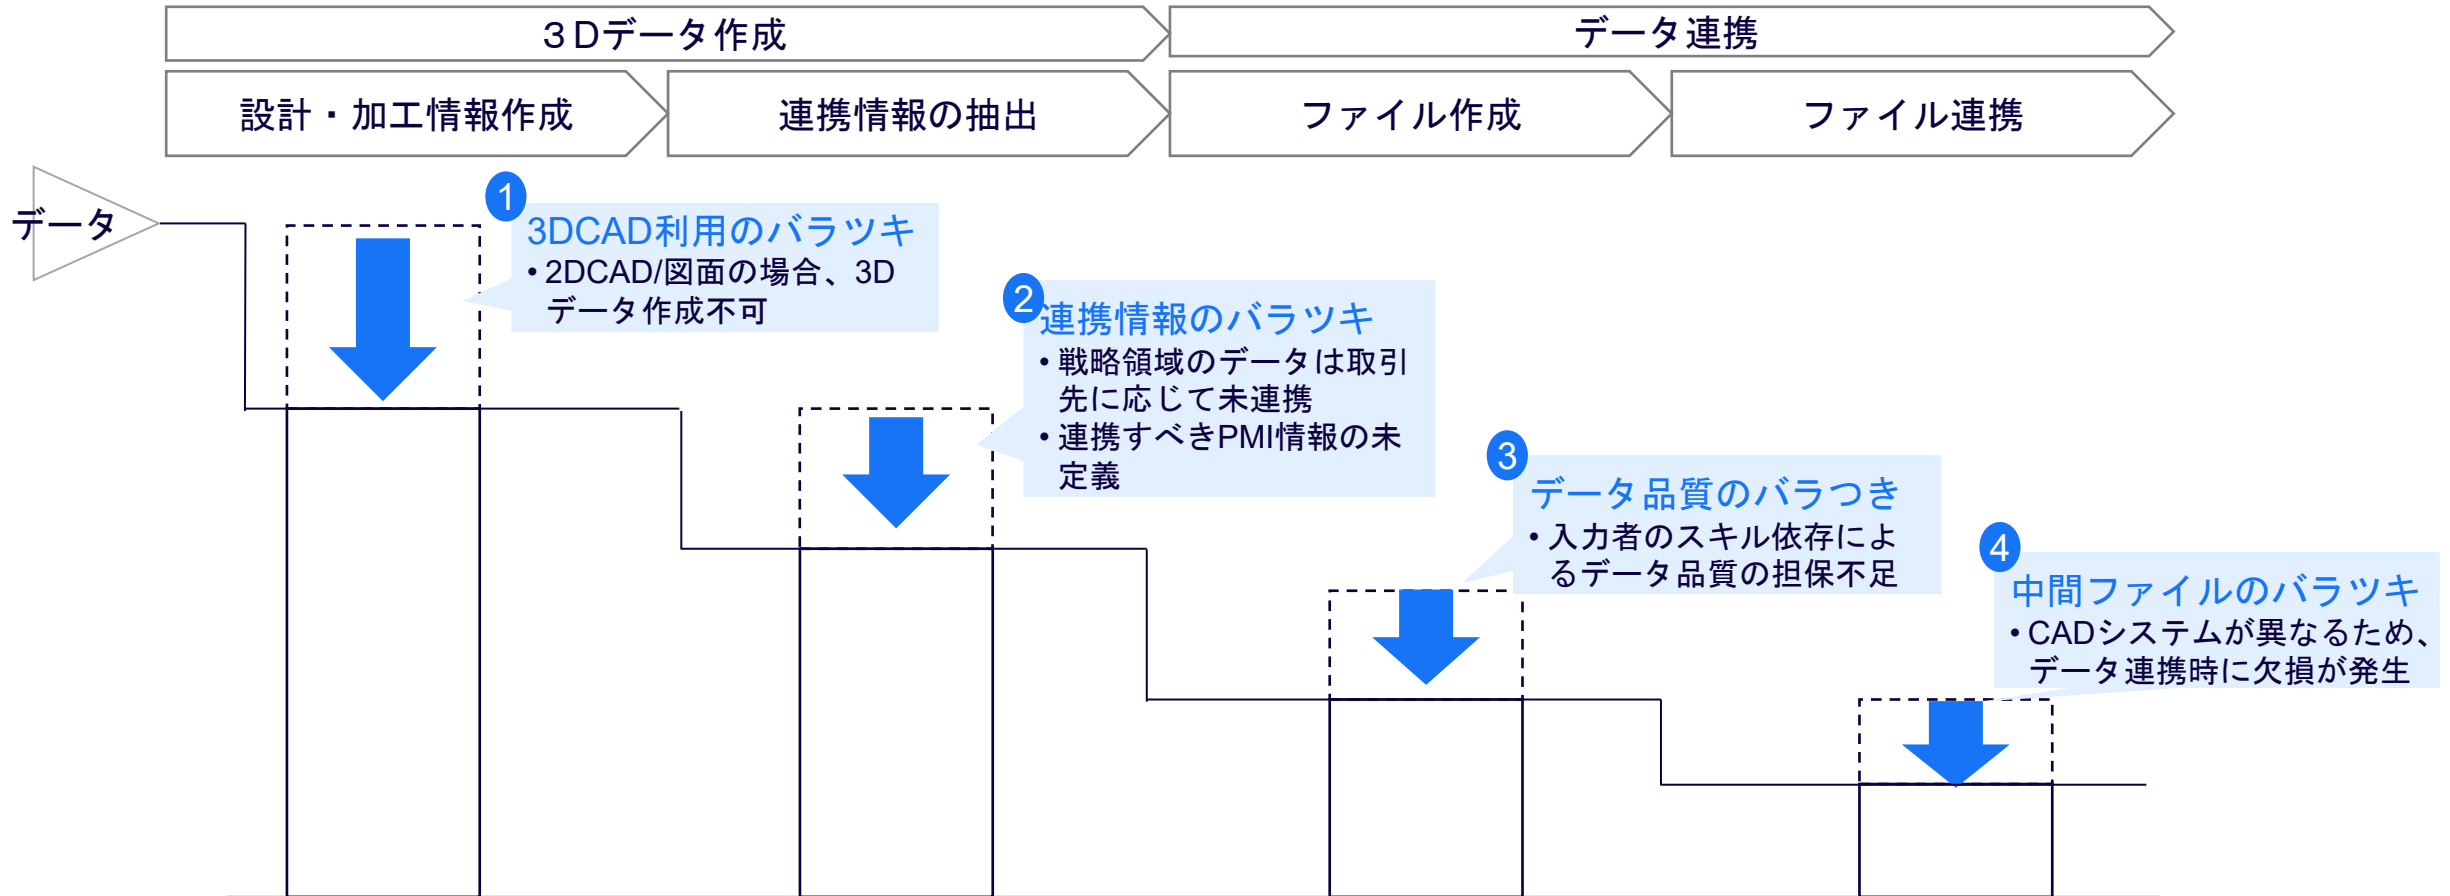 ３Dデータ作成
データ連携
設計・加工情報作成
連携情報の抽出
ファイル作成
ファイル連携
データ
1
3DCAD利用のバラツキ
• 2DCAD/図面の場合、3D
データ作成不可
2
連携情報のバラツキ
• 戦略領域のデータは取引
先に応じて未連携
• 連携すべきPMI情報の未
定義
3
データ品質のバラつき
• 入力者のスキル依存によ
るデータ品質の担保不足
4
中間ファイルのバラツキ
• CADシステムが異なるため、
データ連携時に欠損が発生